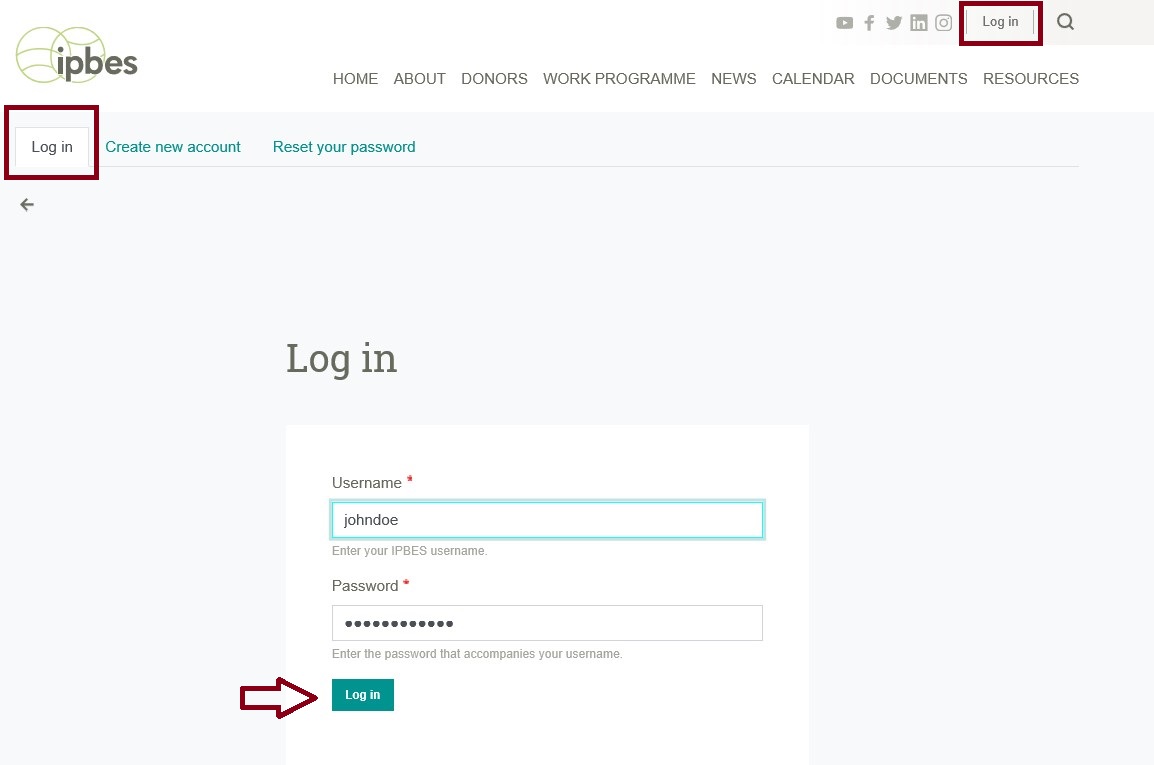 Log in
ipbes
HOME ABOUT DONORS WORK PROGRAMME NEWS CALENDAR DOCUMENTS RESOURCES
Log in Create new account Reset your password
Log in
Username *
johndoe
Enter your IPBES username.
Password *
••••••••••••
Enter the password that accompanies your username.
Log in